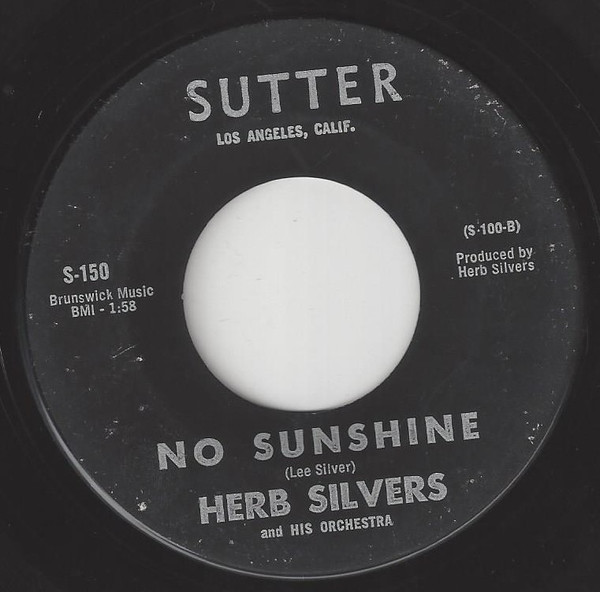 SUTTER
LOS ANGELES, CALIF.
(S-100-B)
Produced by
Herb Silvers
S-150
Brunswick Music
BMI - 1:58
NO SUNSHINE
(Lee Silver)
HERB SILVERS
and HIS ORCHESTRA